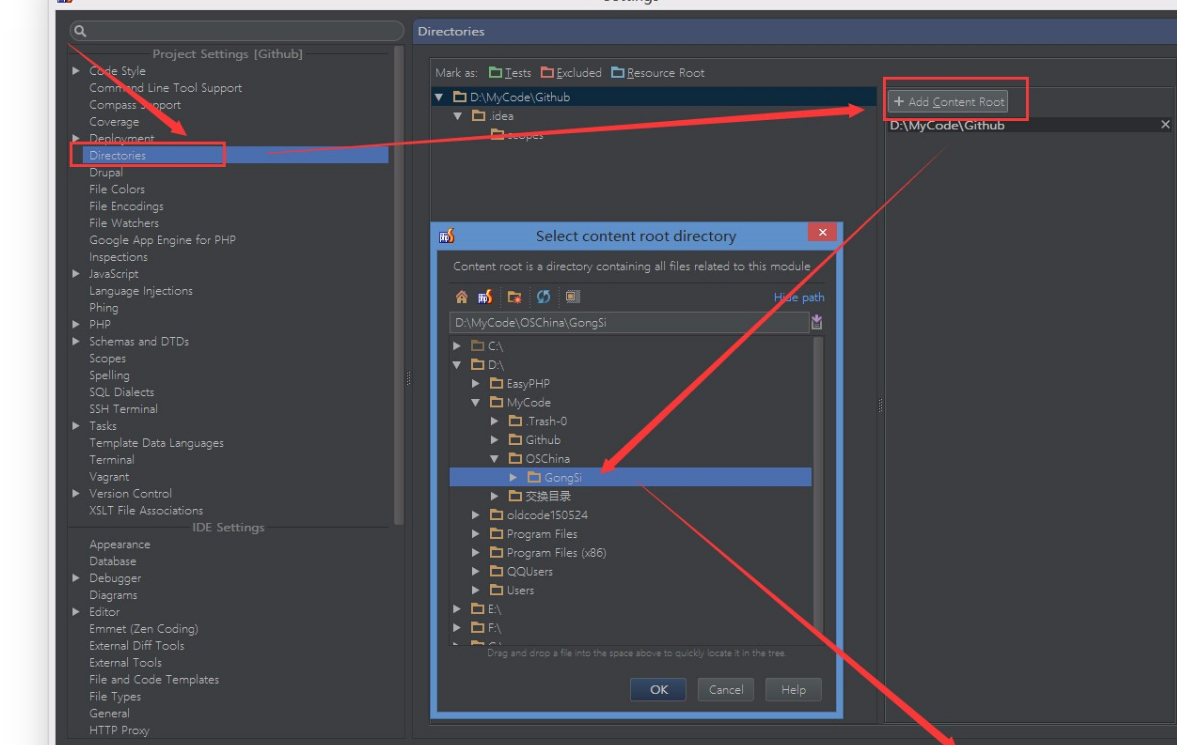 Settings
Project Settings [Github]
Code Style
Command Line Tool Support
Compass Support
Coverage
Deployment
Directories
Drupal
File Colors
File Encodings
File Watchers
Google App Engine for PHP
Inspections
JavaScript
Language Injections
Phing
PHP
Schemas and DTDs
Scopes
Spelling
SQL Dialects
SSH Terminal
Tasks
Template Data Languages
Terminal
Vagrant
Version Control
XSLT File Associations
IDE Settings
Appearance
Database
Debugger
Diagrams
Editor
Emmet (Zen Coding)
External Diff Tools
External Tools
File and Code Templates
File Types
General
HTTP Proxy
Directories
Mark as: Tests Excluded Resource Root
D:\MyCode\Github
.idea
scopes
+ Add Content Root
D:\MyCode\Github
Select content root directory
Content root is a directory containing all files related to this module
Hide path
D:\MyCode\OSChina\GongSi
C:\
D:\
EasyPHP
MyCode
.Trash-0
Github
OSChina
GongSi
交换目录
oldcode150524
Program Files
Program Files (x86)
QQUsers
Users
E:\
F:\
Drag and drop a file into the space above to quickly locate it in the tree.
OK Cancel Help